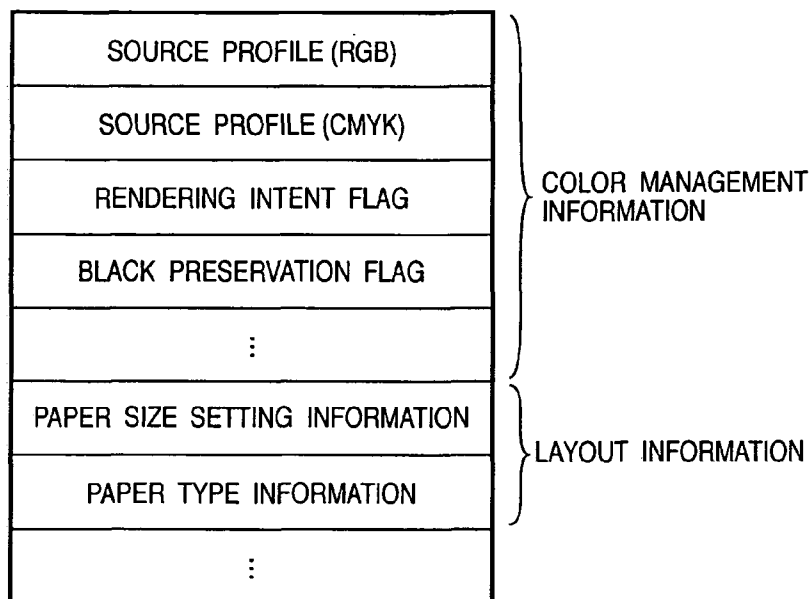 SOURCE PROFILE (RGB)
SOURCE PROFILE (CMYK)
RENDERING INTENT FLAG
BLACK PRESERVATION FLAG
⋮
PAPER SIZE SETTING INFORMATION
PAPER TYPE INFORMATION
⋮
COLOR MANAGEMENT
INFORMATION
LAYOUT INFORMATION